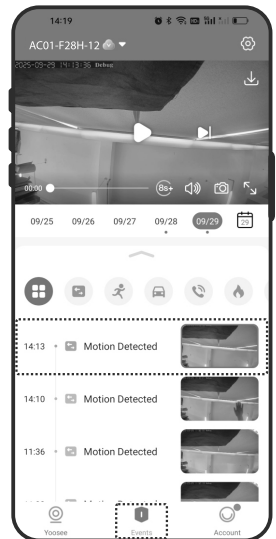 14:19
AC01-F28H-12
2025-09-29 14:13:36 Debug
00:00
8s+
09/25 09/26 09/27 09/28 09/29 29
14:13 Motion Detected
14:10 Motion Detected
11:36 Motion Detected
Yoosee Events Account